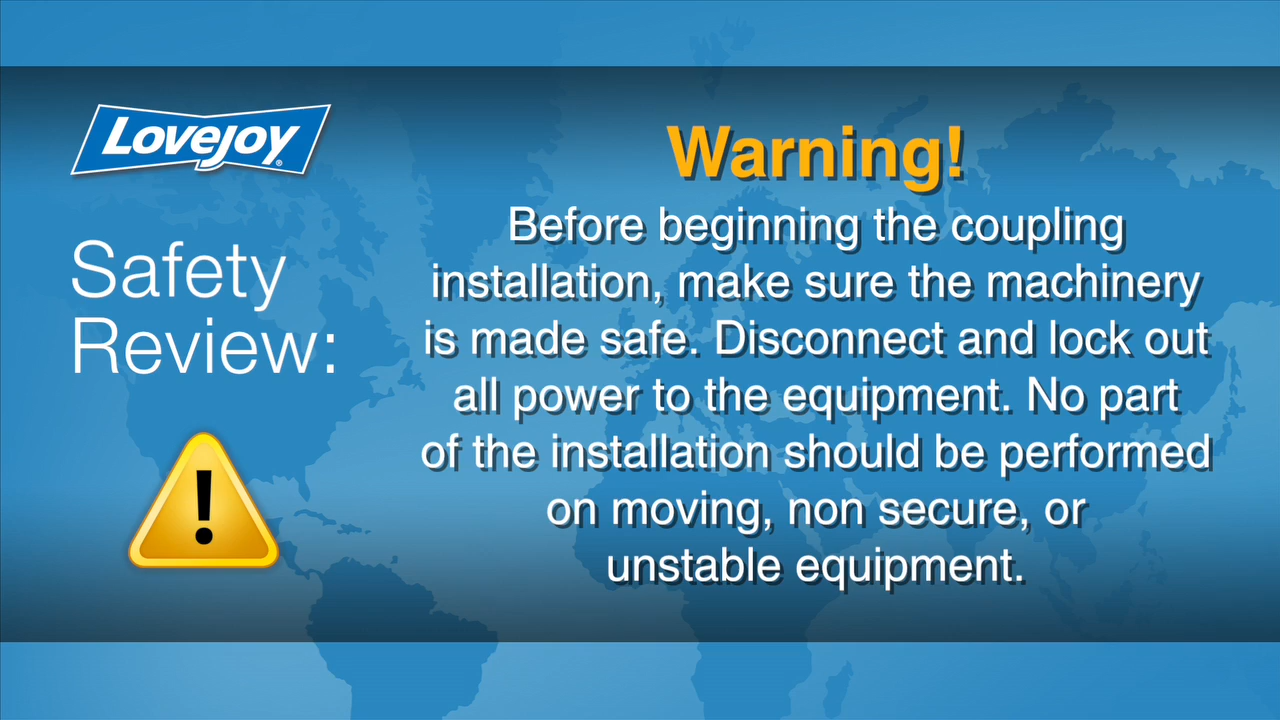 Lovejoy®
Safety
Review:
!
Warning!
Before beginning the coupling
installation, make sure the machinery
is made safe. Disconnect and lock out
all power to the equipment. No part
of the installation should be performed
on moving, non secure, or
unstable equipment.